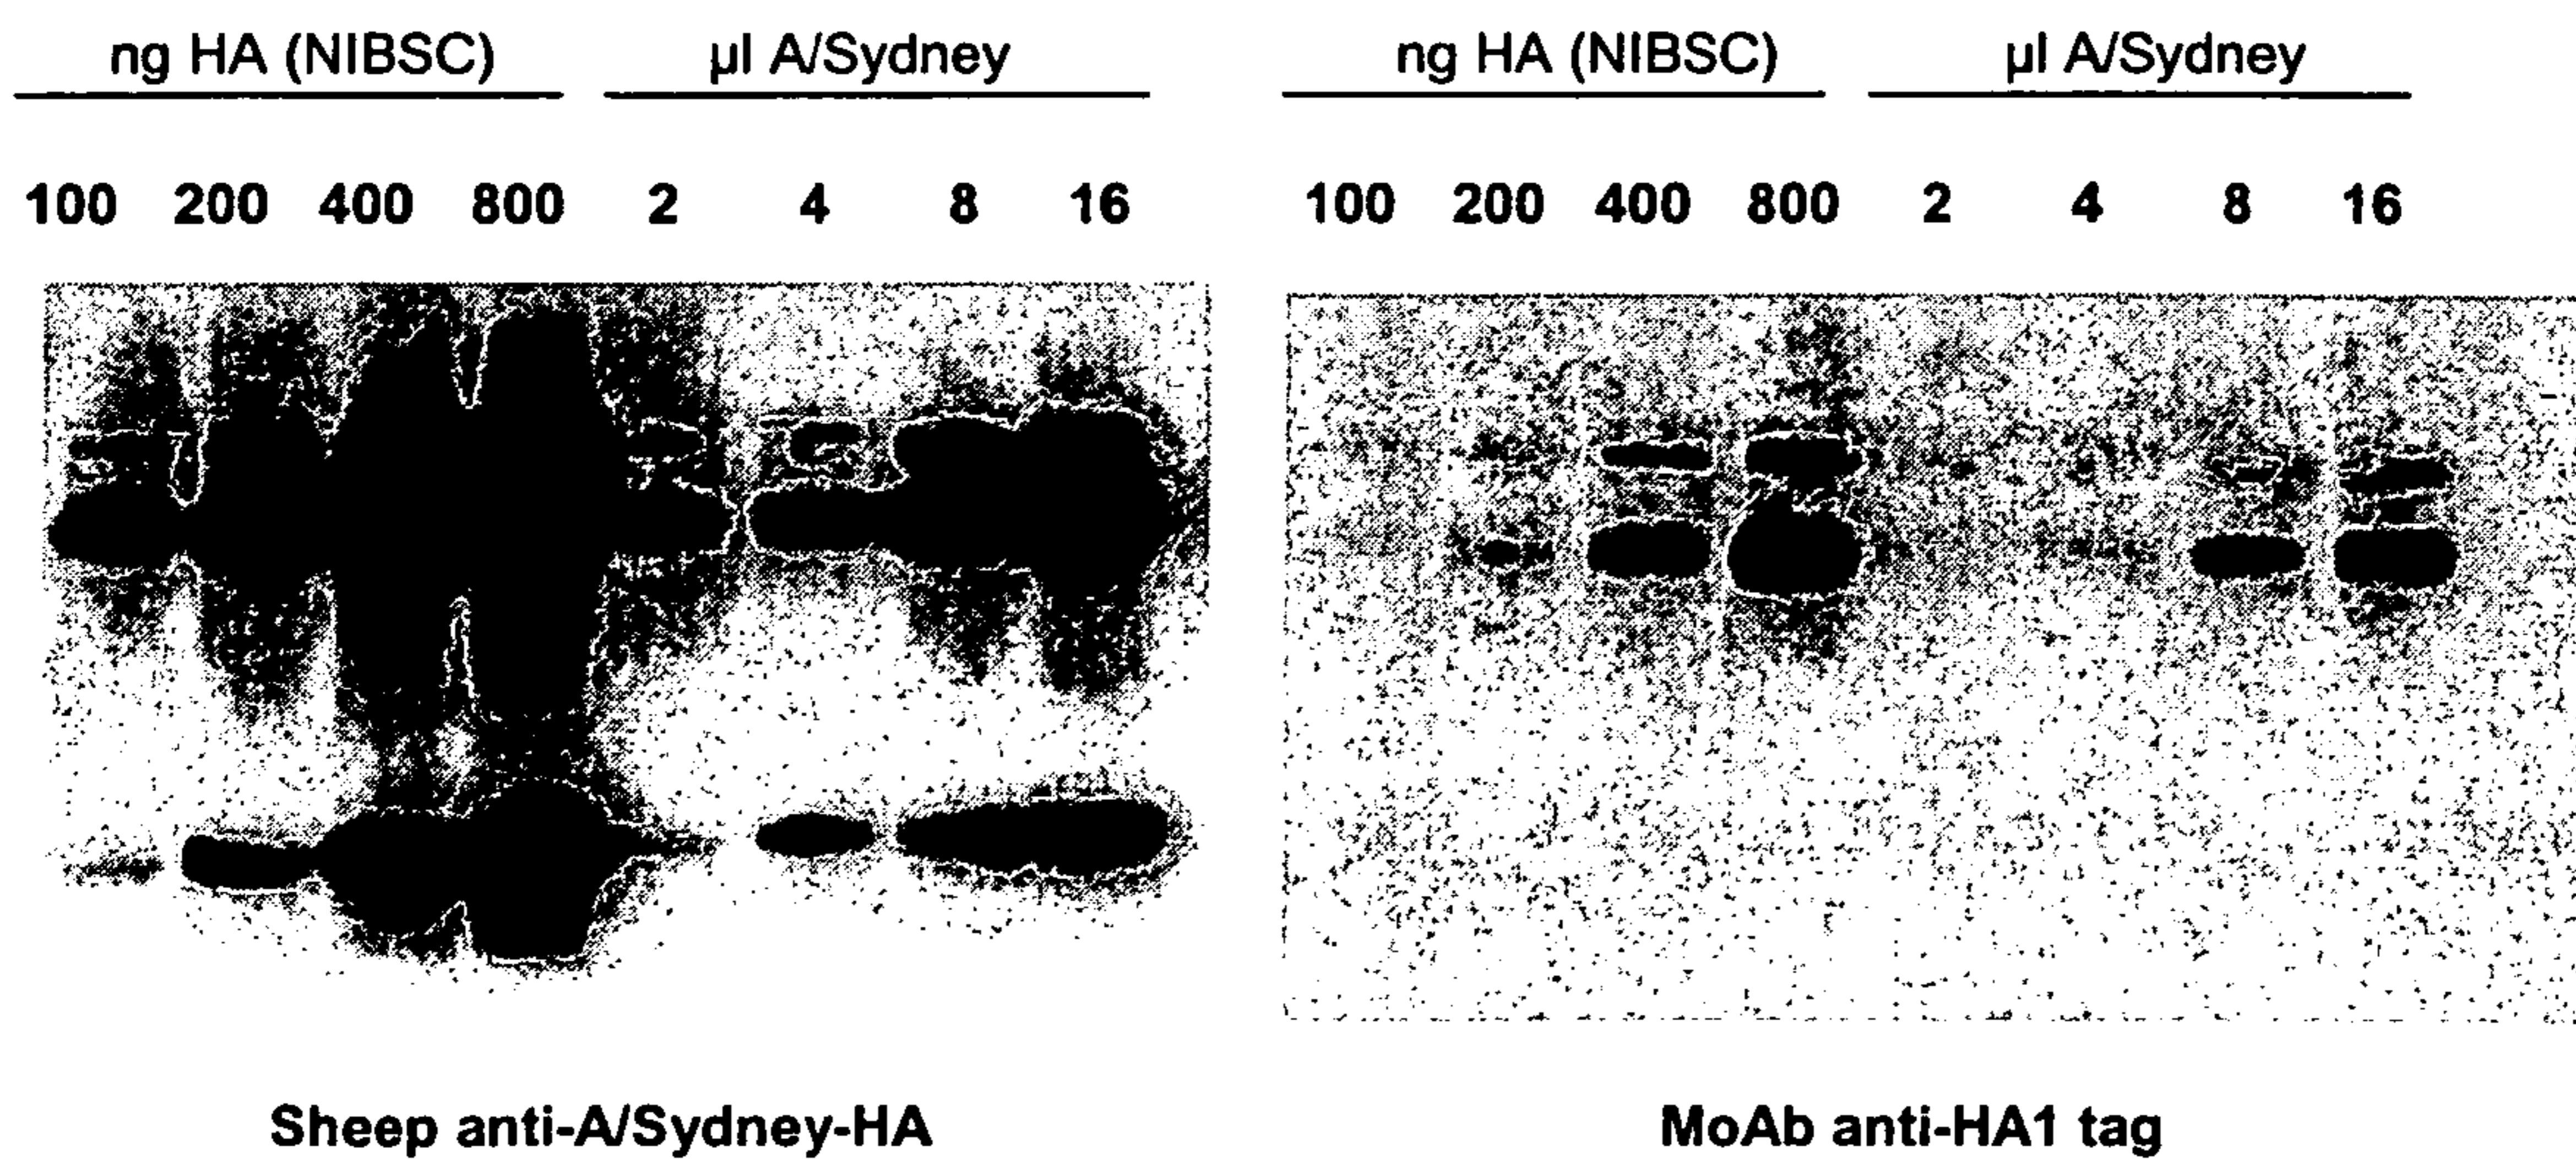 ng HA (NIBSC) µl A/Sydney ng HA (NIBSC) µl A/Sydney
100 200 400 800 2 4 8 16 100 200 400 800 2 4 8 16
Sheep anti-A/Sydney-HA MoAb anti-HA1 tag